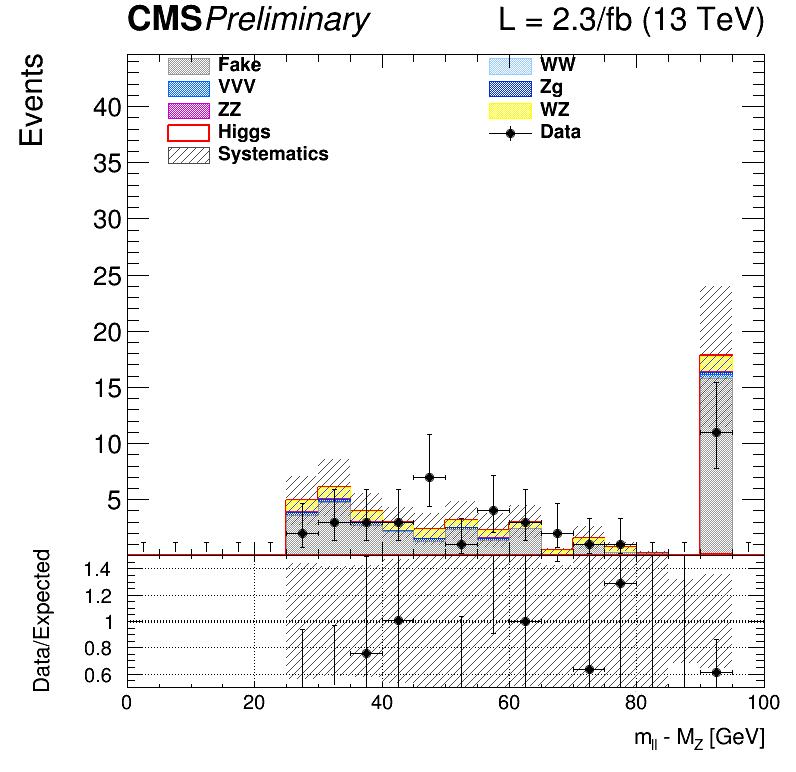 CMS Preliminary L = 2.3/fb (13 TeV)
Events
Fake WW
VVV Zg
ZZ WZ
Higgs Data
Systematics
40
35
30
25
20
15
10
5
Data/Expected
1.4
1.2
1
0.8
0.6
0 20 40 60 80 100
m_ll - M_Z [GeV]